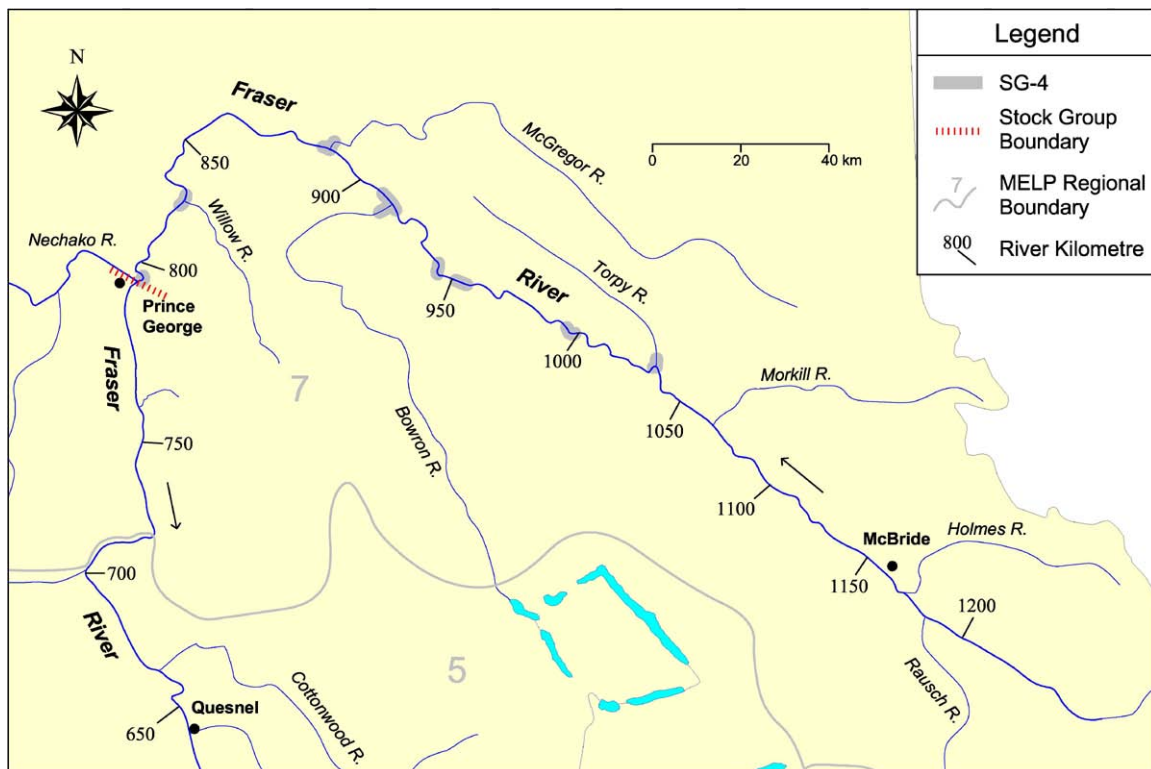 N
Fraser
McGregor R.
0 20 40 km
Legend
SG-4
Stock Group
Boundary
7
MELP Regional
Boundary
800
River Kilometre
850
900
Willow R.
Nechako R.
800
Prince
George
950
River
Torpy R.
1000
Fraser
7
Bowron R.
Morkill R.
1050
750
1100
McBride
Holmes R.
1150
700
1200
River
5
Rausch R.
Cottonwood R.
Quesnel
650